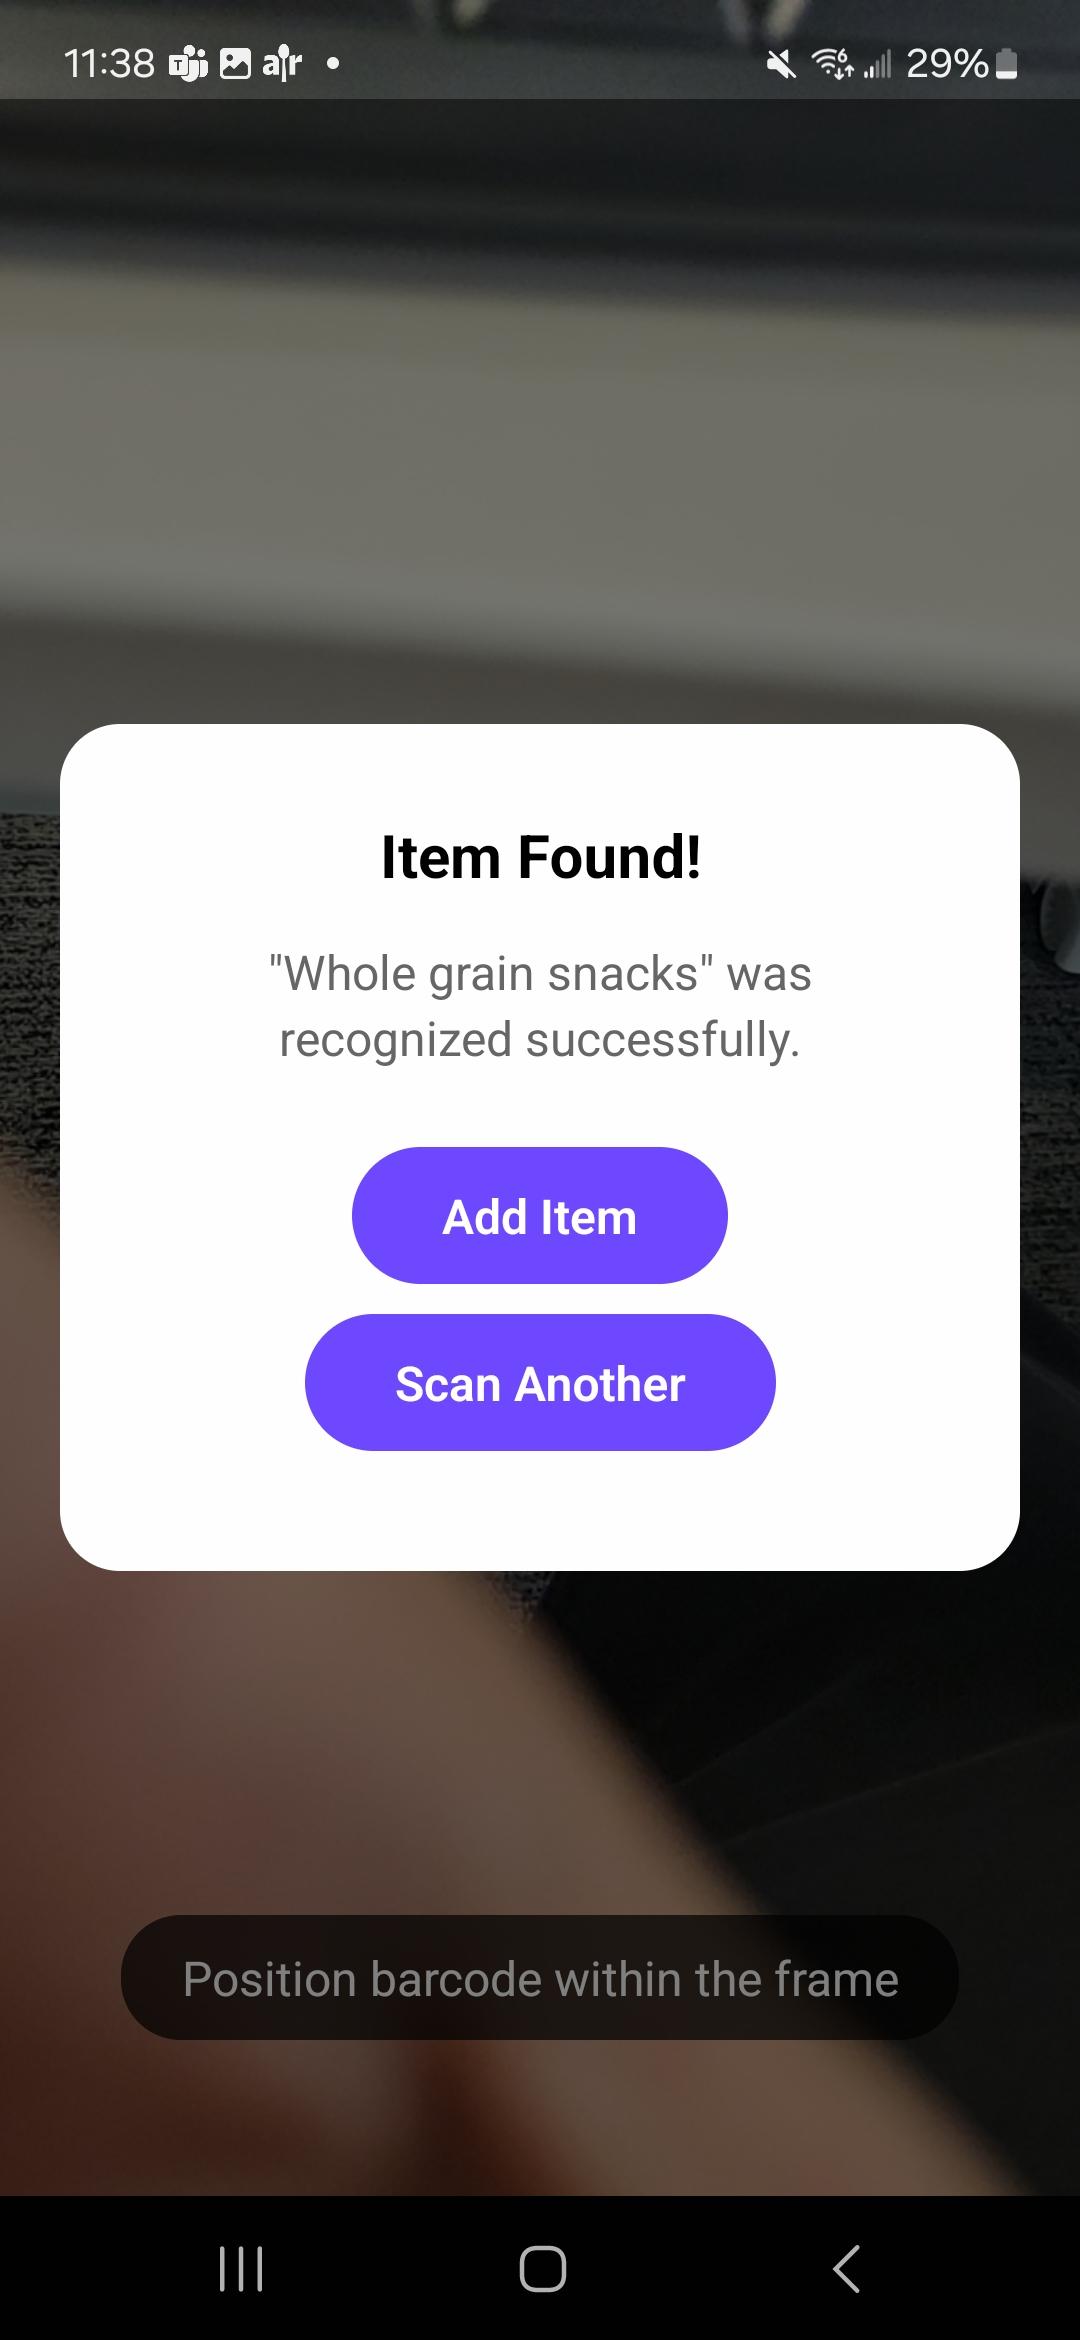 11:38 air 29%
Item Found!
"Whole grain snacks" was
recognized successfully.
Add Item
Scan Another
Position barcode within the frame